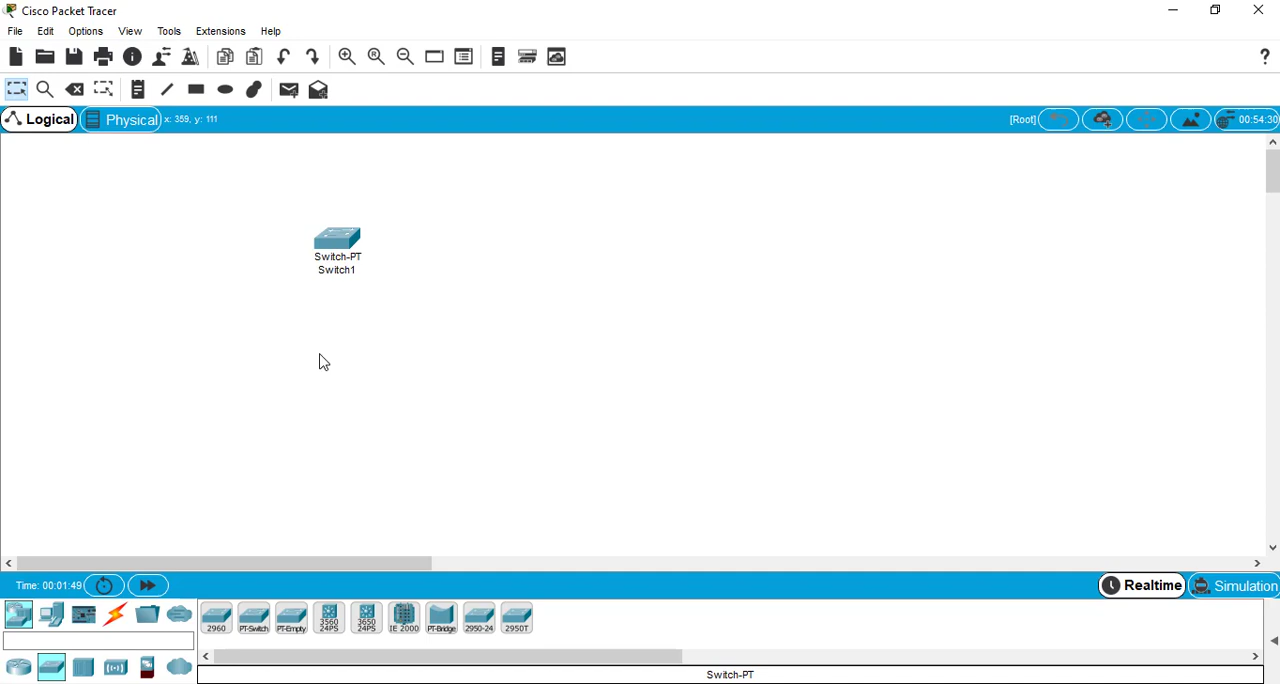 Cisco Packet Tracer
File Edit Options View Tools Extensions Help
?
Logical Physical x: 359, y: 111 [Root] 00:54:30
Switch-PT
Switch1
Time: 00:01:49 Realtime Simulation
2960 PT-Switch PT-Empty 3560 24PS 3650 24PS IE 2000 PT-Bridge 2950-24 2950T
Switch-PT